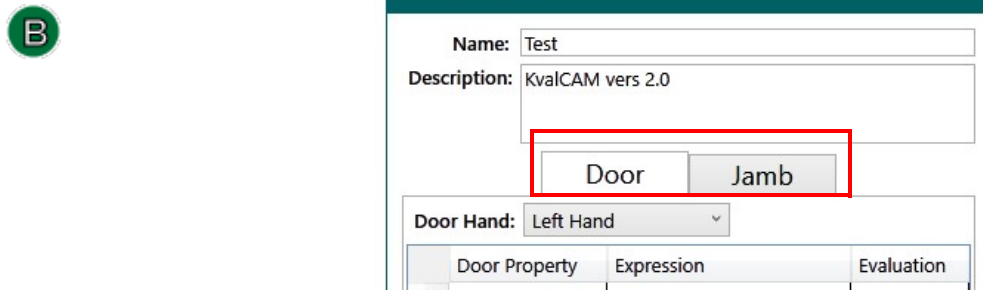 B
Name: Test
Description: KvalCAM vers 2.0
Door Jamb
Door Hand: Left Hand
Door Property Expression Evaluation